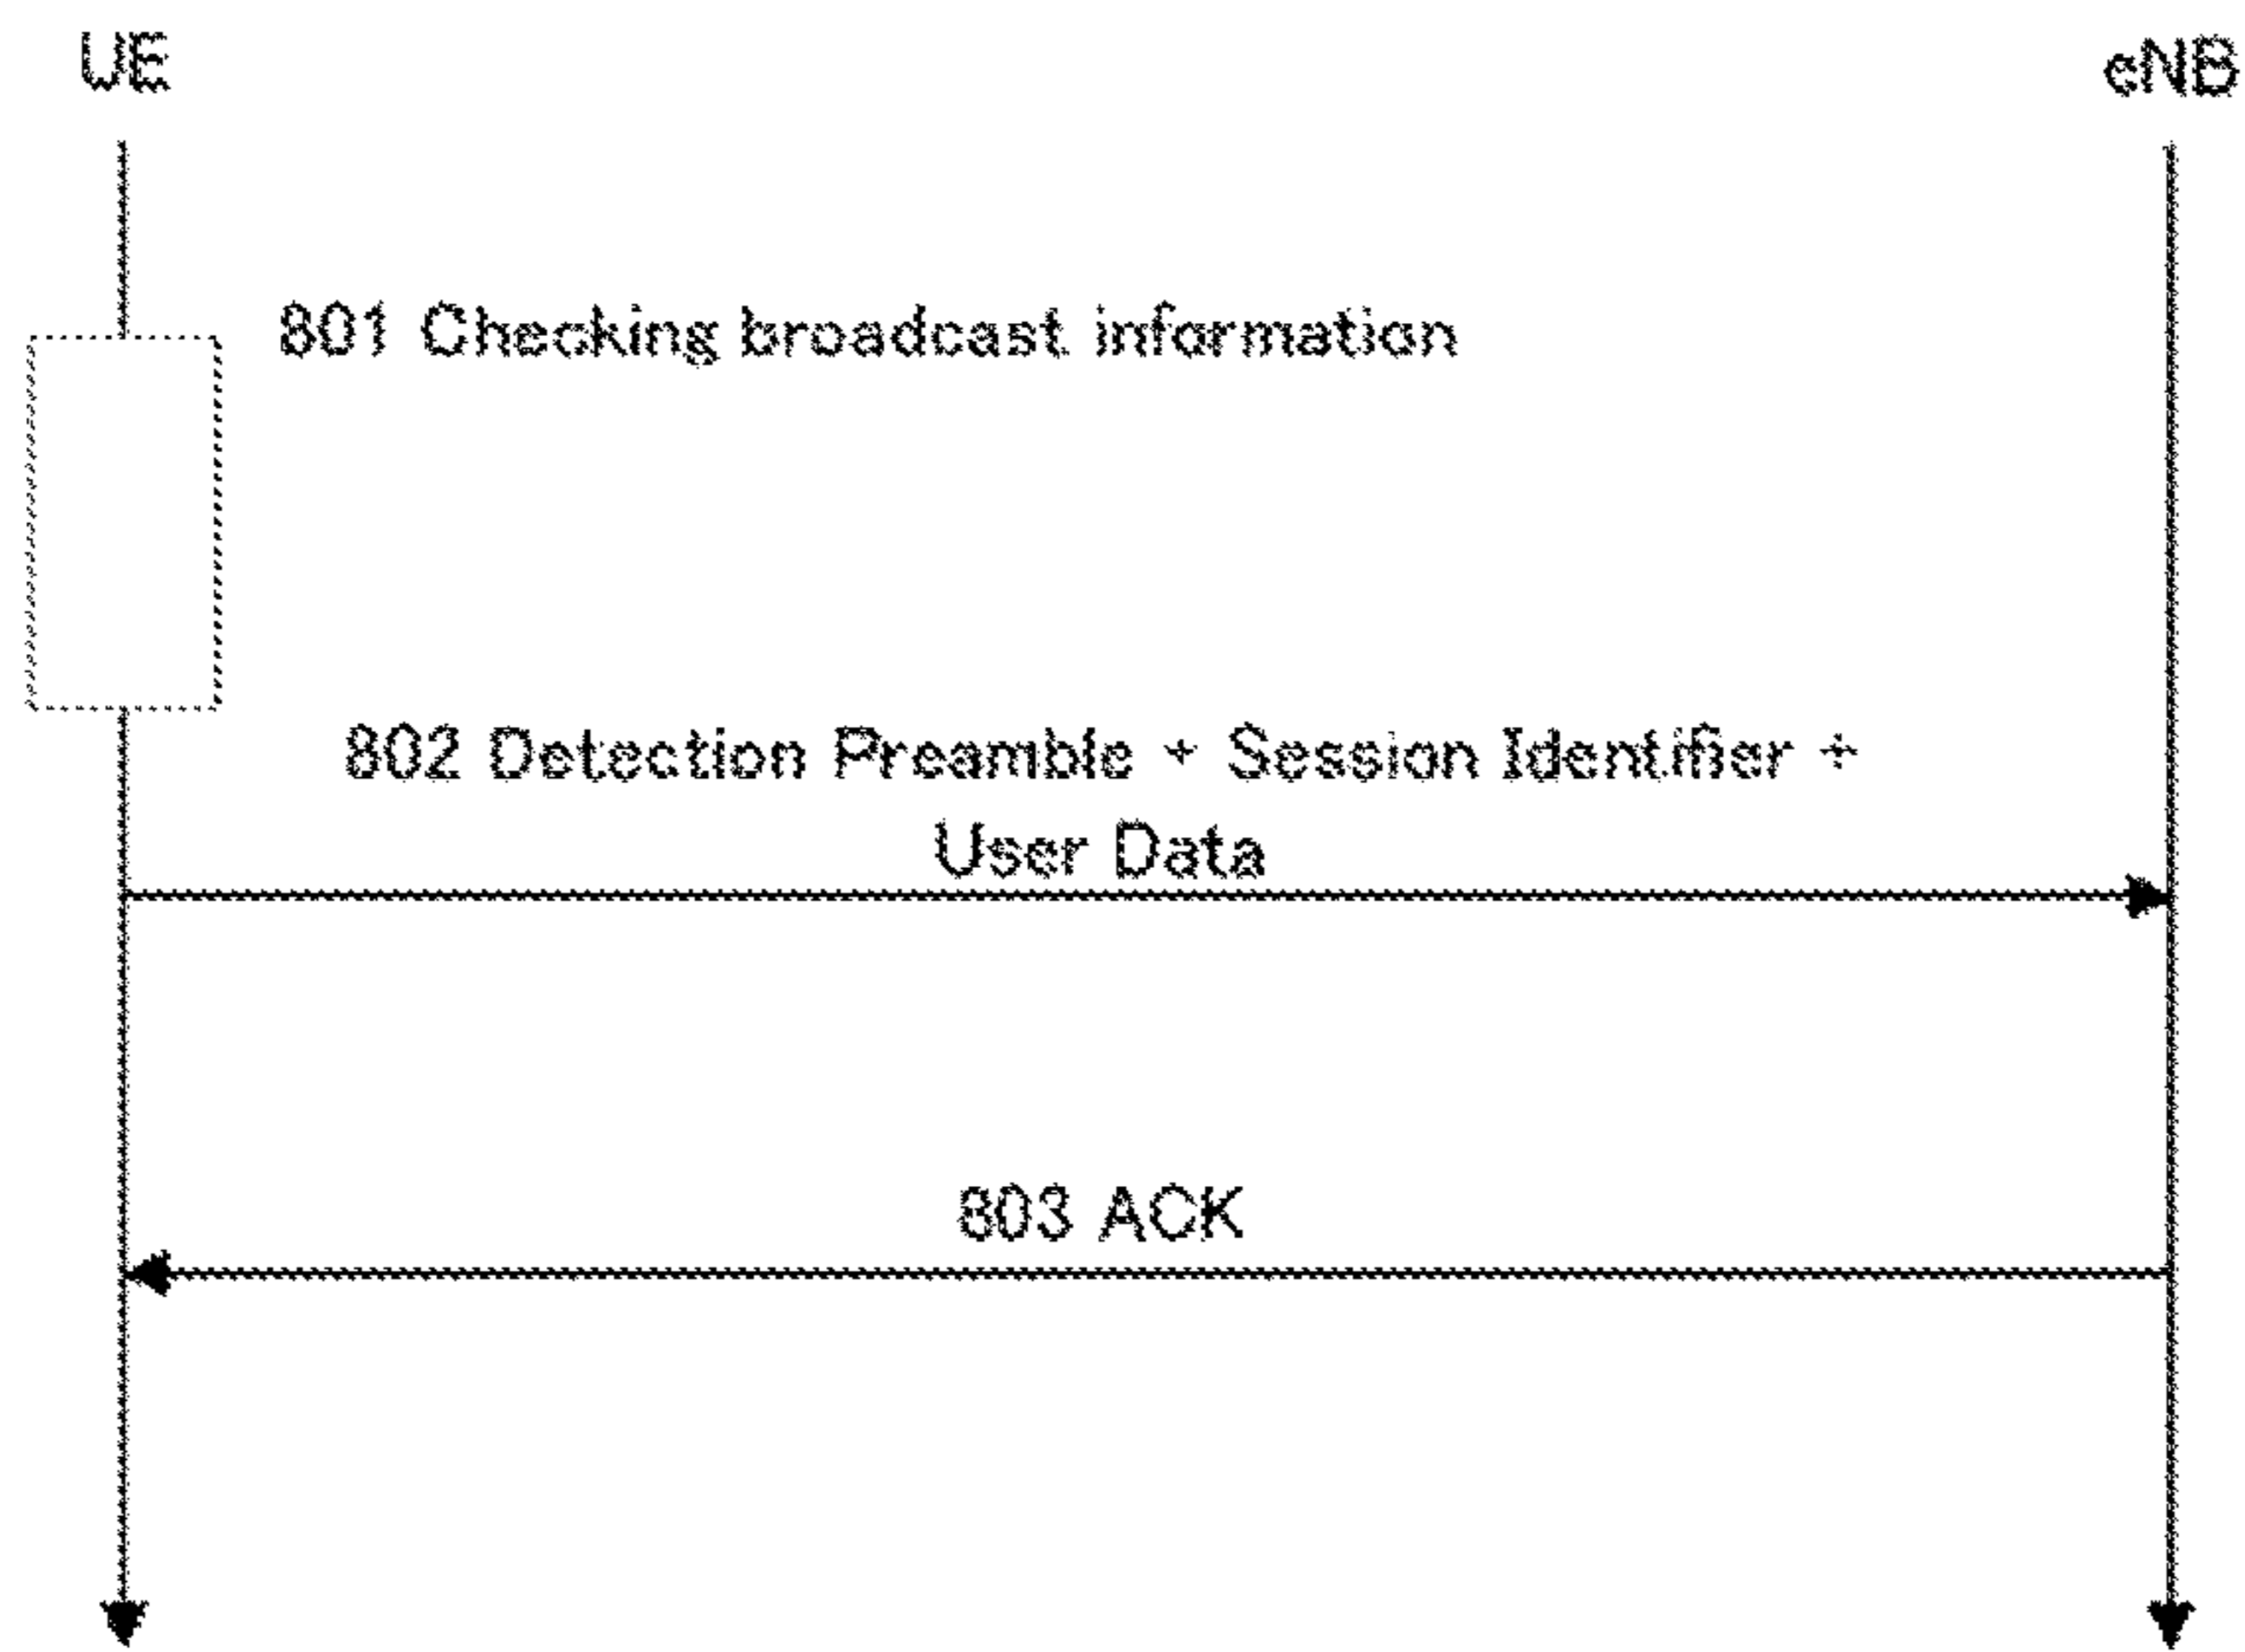 UE
eNB
801 Checking broadcast information
802 Detection Preamble + Session Identifier +
User Data
803 ACK